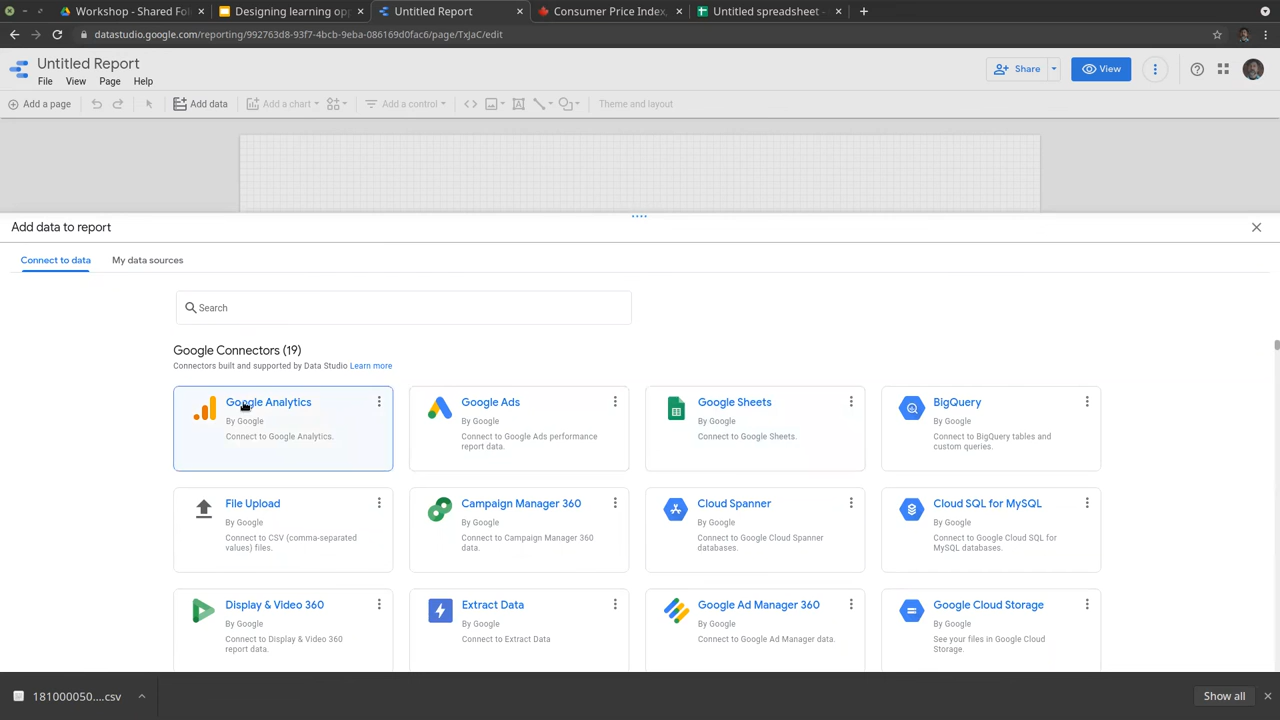 Workshop - Shared Fol
Designing learning opp
Untitled Report
Consumer Price Index,
Untitled spreadsheet -
datastudio.google.com/reporting/992763d8-93f7-4bcb-9eba-086169d0fac6/page/TxJaC/edit
Untitled Report
File View Page Help
Share
View
Add a page
Add data
Add a chart
Add a control
Theme and layout
Add data to report
Connect to data
My data sources
Search
Google Connectors (19)
Connectors built and supported by Data Studio Learn more
Google Analytics
By Google
Connect to Google Analytics.
Google Ads
By Google
Connect to Google Ads performance
report data.
Google Sheets
By Google
Connect to Google Sheets.
BigQuery
By Google
Connect to BigQuery tables and
custom queries.
File Upload
By Google
Connect to CSV (comma-separated
values) files.
Campaign Manager 360
By Google
Connect to Campaign Manager 360
data.
Cloud Spanner
By Google
Connect to Google Cloud Spanner
databases.
Cloud SQL for MySQL
By Google
Connect to Google Cloud SQL for
MySQL databases.
Display & Video 360
By Google
Connect to Display & Video 360
report data.
Extract Data
By Google
Connect to Extract Data
Google Ad Manager 360
By Google
Connect to Google Ad Manager data.
Google Cloud Storage
By Google
See your files in Google Cloud
Storage.
181000050....csv
Show all